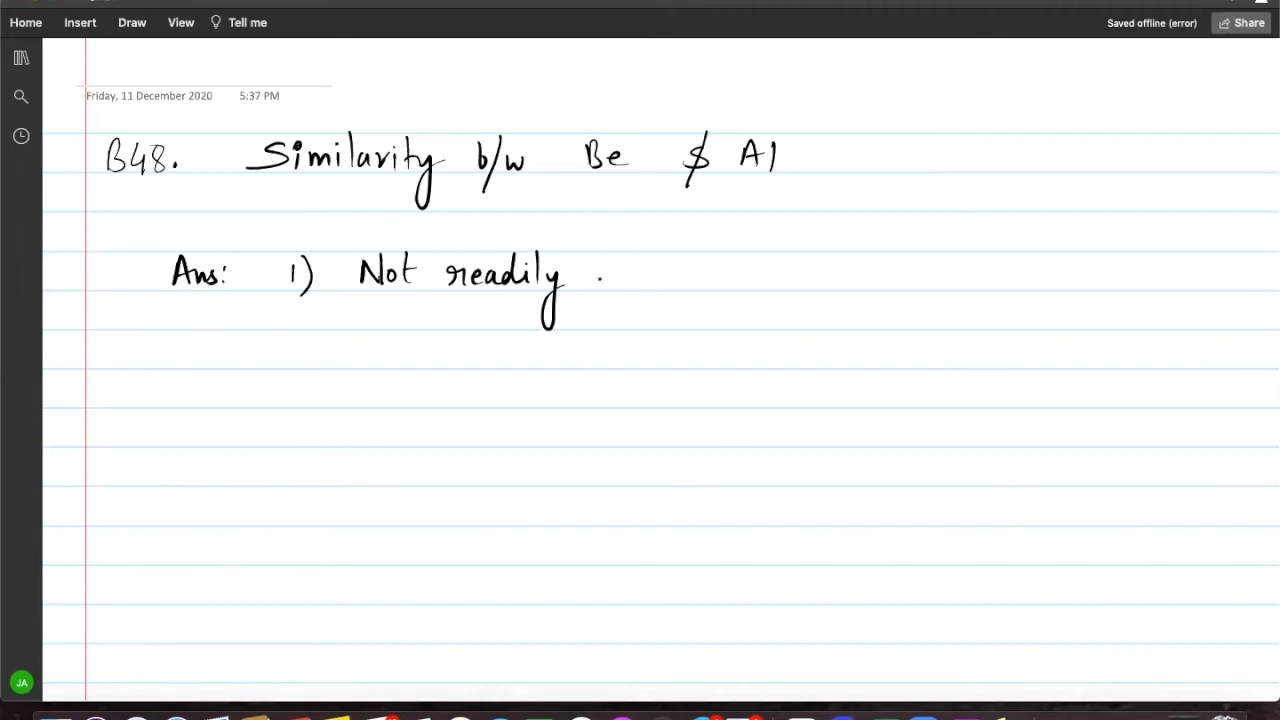 Home Insert Draw View Tell me Saved offline (error) Share
Friday, 11 December 2020 5:37 PM
B48. Similarity b/w Be & Al
Ans: 1) Not readily .
JA